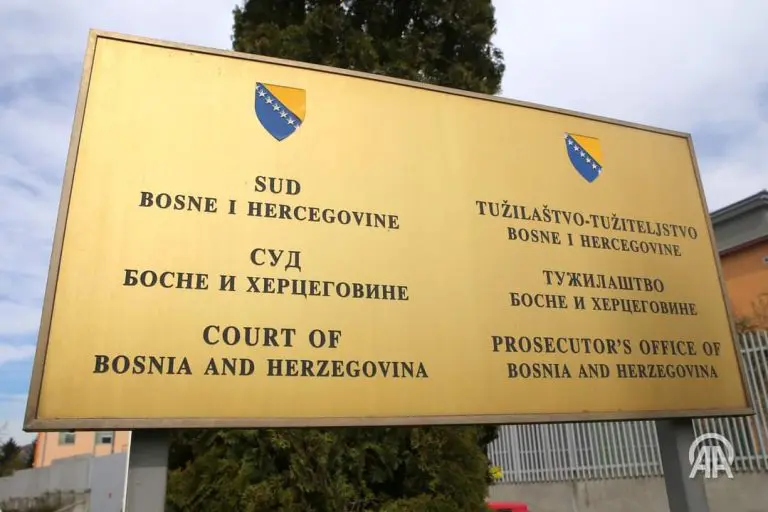 SUD
BOSNE I HERCEGOVINE
СУД
БОСНЕ И ХЕРЦЕГОВИНЕ
COURT OF
BOSNIA AND HERZEGOVINA
TUŽILAŠTVO-TUŽITELJSTVO
BOSNE I HERCEGOVINE
ТУЖИЛАШТВО
БОСНЕ И ХЕРЦЕГОВИНЕ
PROSECUTOR'S OFFICE OF
BOSNIA AND HERZEGOVINA
AA